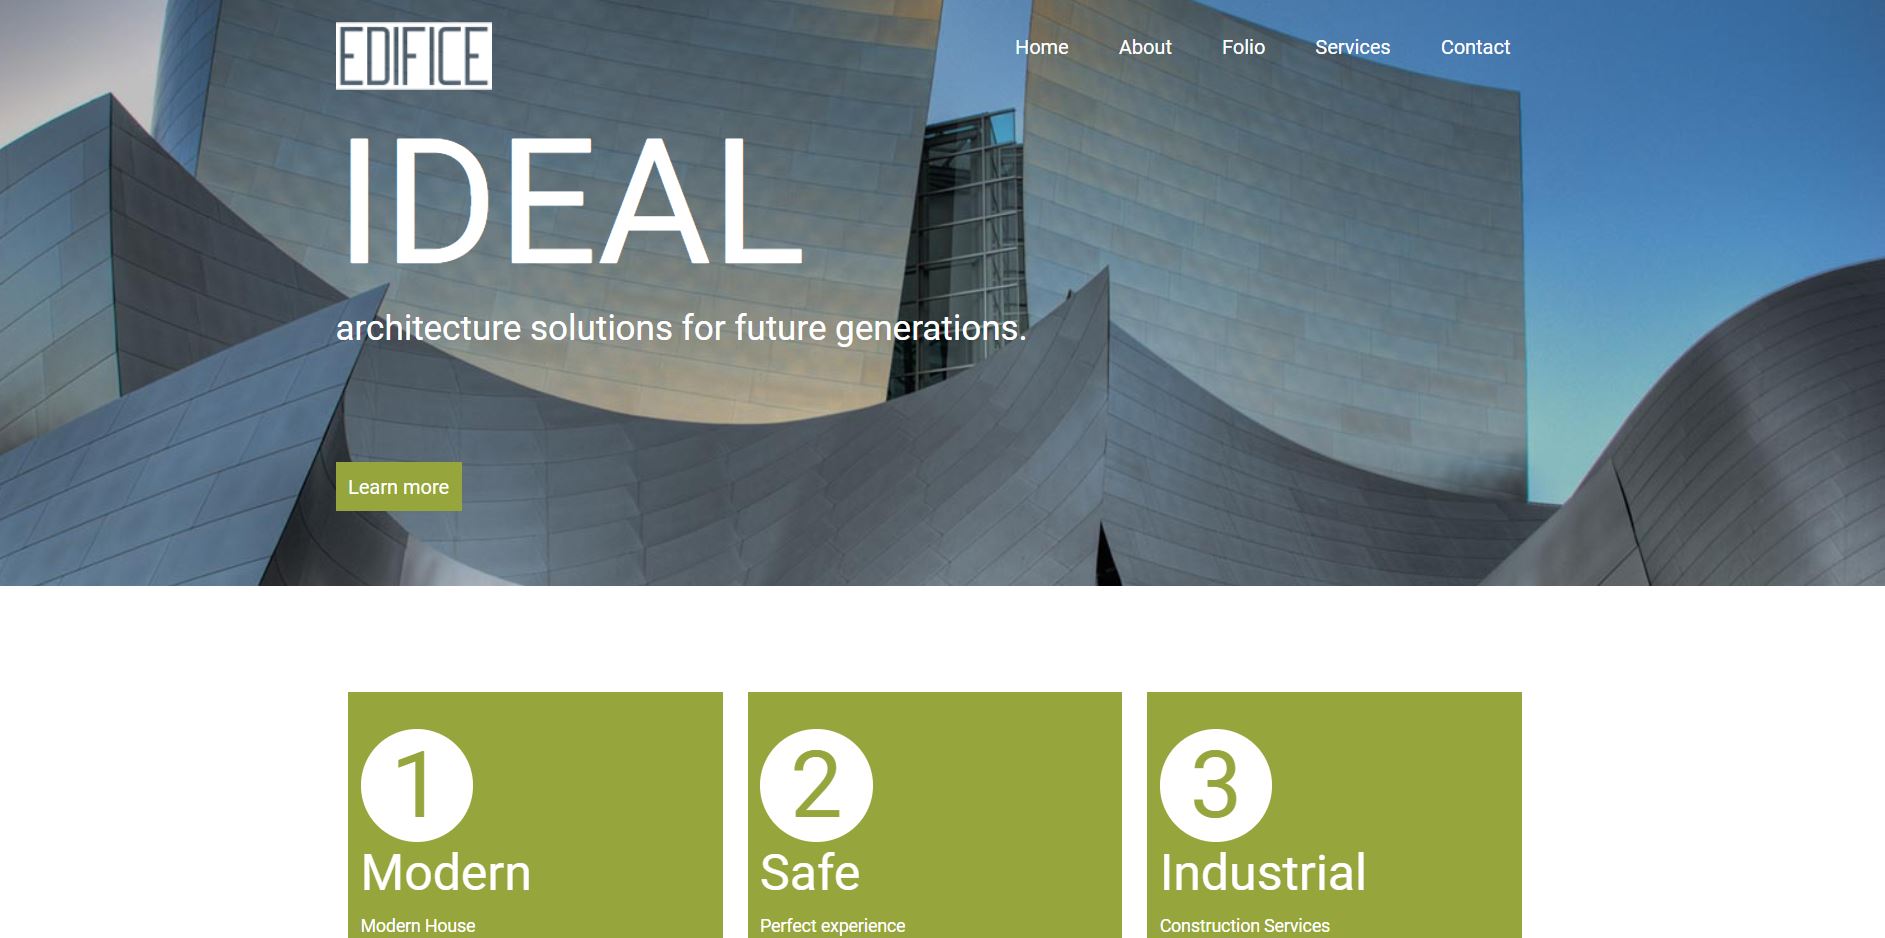 EDIFICE
Home About Folio Services Contact
IDEAL
architecture solutions for future generations.
Learn more
1 2 3
Modern Safe Industrial
Modern House Perfect experience Construction Services